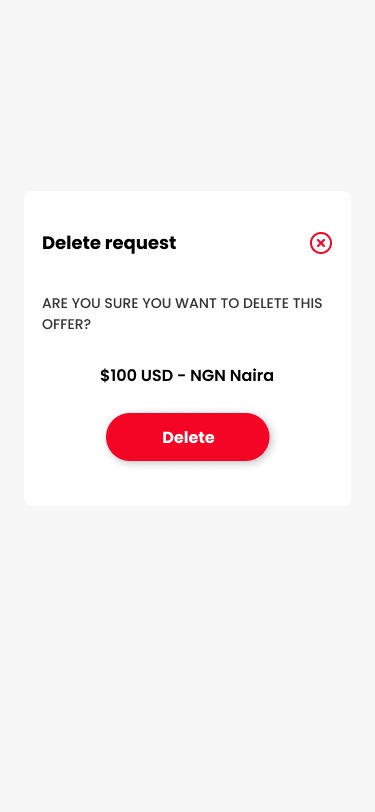 Delete request
ARE YOU SURE YOU WANT TO DELETE THIS
OFFER?
$100 USD - NGN Naira
Delete